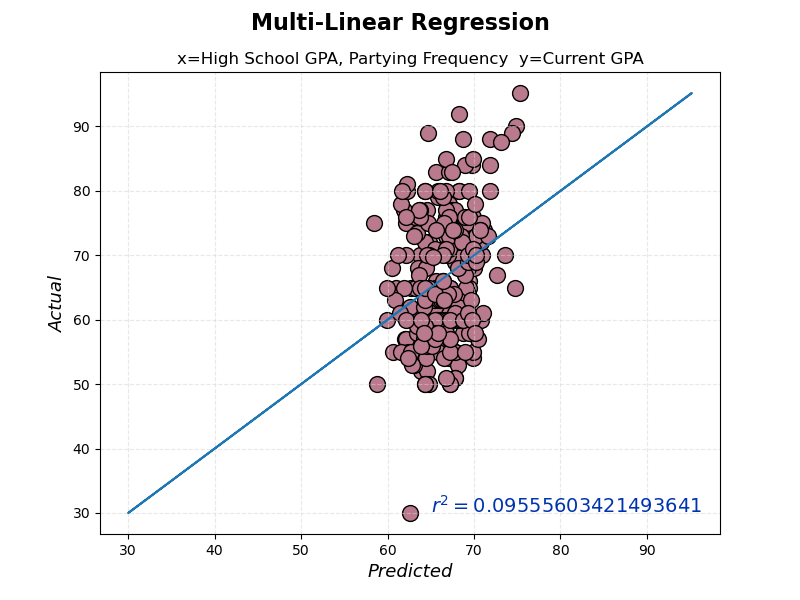 Multi-Linear Regression
x=High School GPA, Partying Frequency  y=Current GPA
90
80
70
60
50
40
30
Actual
r² = 0.09555603421493641
30 40 50 60 70 80 90
Predicted